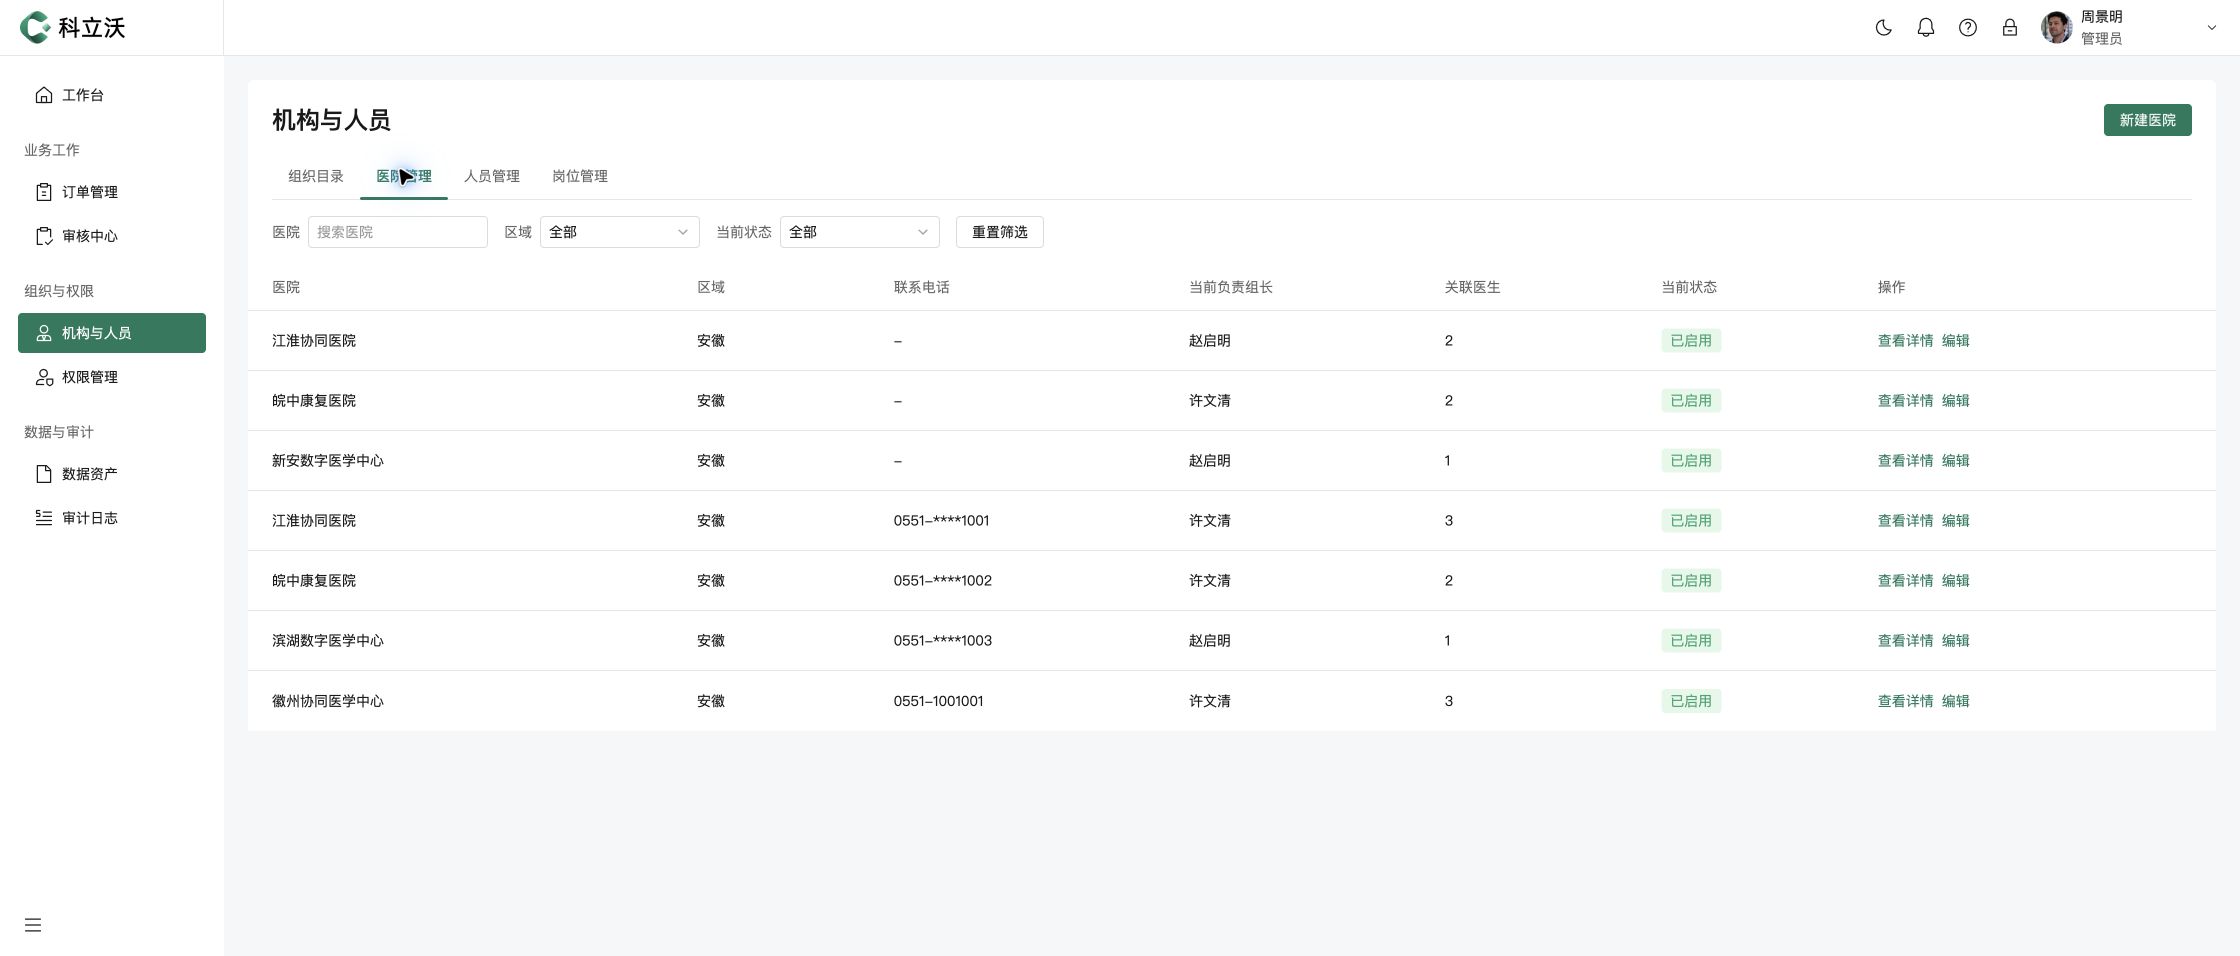 科立沃
周景明
管理员
工作台
业务工作
订单管理
审核中心
组织与权限
机构与人员
权限管理
数据与审计
数据资产
审计日志
机构与人员
新建医院
组织目录 医院管理 人员管理 岗位管理
医院 搜索医院 区域 全部 当前状态 全部 重置筛选
医院 区域 联系电话 当前负责组长 关联医生 当前状态 操作
江淮协同医院 安徽 – 赵启明 2 已启用 查看详情 编辑
皖中康复医院 安徽 – 许文清 2 已启用 查看详情 编辑
新安数字医学中心 安徽 – 赵启明 1 已启用 查看详情 编辑
江淮协同医院 安徽 0551-****1001 许文清 3 已启用 查看详情 编辑
皖中康复医院 安徽 0551-****1002 许文清 2 已启用 查看详情 编辑
滨湖数字医学中心 安徽 0551-****1003 赵启明 1 已启用 查看详情 编辑
徽州协同医学中心 安徽 0551-1001001 许文清 3 已启用 查看详情 编辑